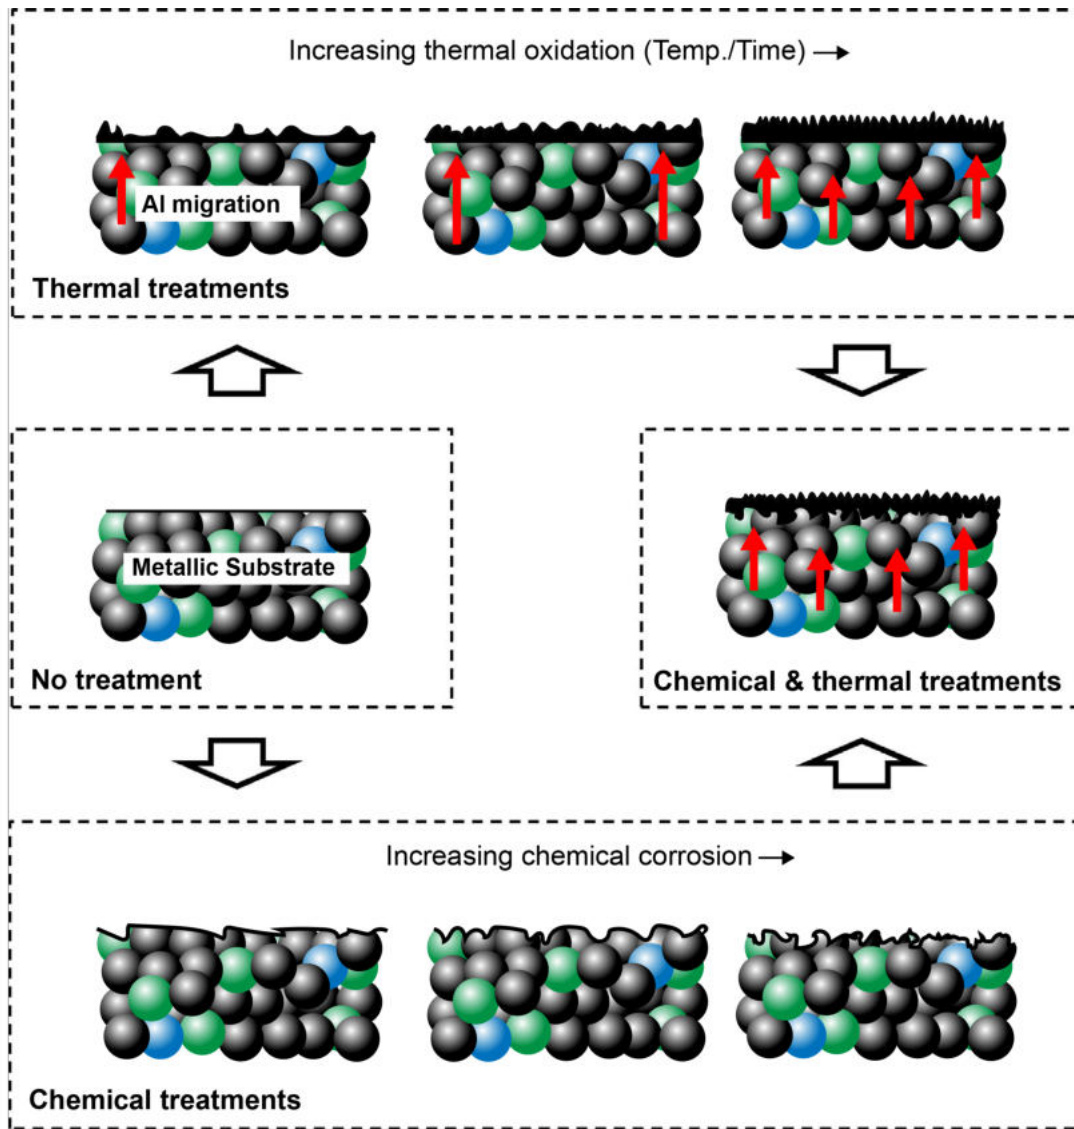 Increasing thermal oxidation (Temp./Time) →
Al migration
Thermal treatments
Metallic Substrate
No treatment
Chemical & thermal treatments
Increasing chemical corrosion →
Chemical treatments